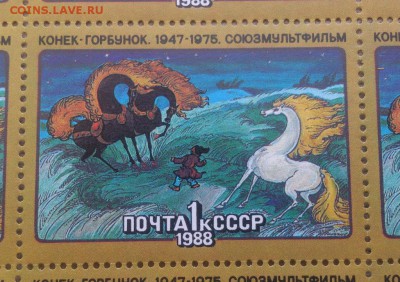 COINS.LAVE.RU
1988
КОНЕК-ГОРБУНОК. 1947-1975. СОЮЗМУЛЬТФИЛЬМ
ПОЧТА 1К СССР
1988
КОНЕК-ГОРБУНОК. 1947-1975. СОЮЗМУЛЬТФИЛЬМ